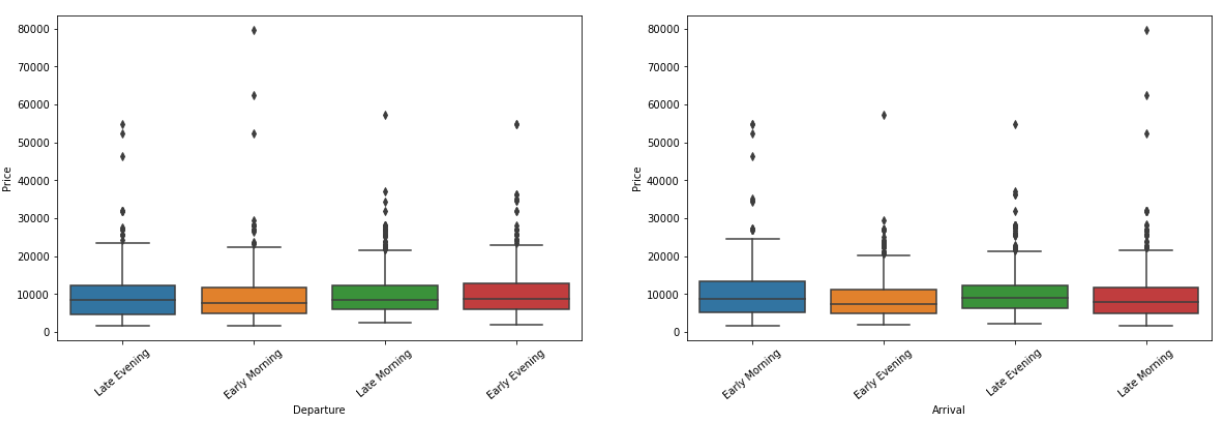 80000
70000
60000
50000
40000
30000
20000
10000
0
Price
Late Evening
Early Morning
Late Morning
Early Evening
Departure
80000
70000
60000
50000
40000
30000
20000
10000
0
Price
Early Morning
Early Evening
Late Evening
Late Morning
Arrival